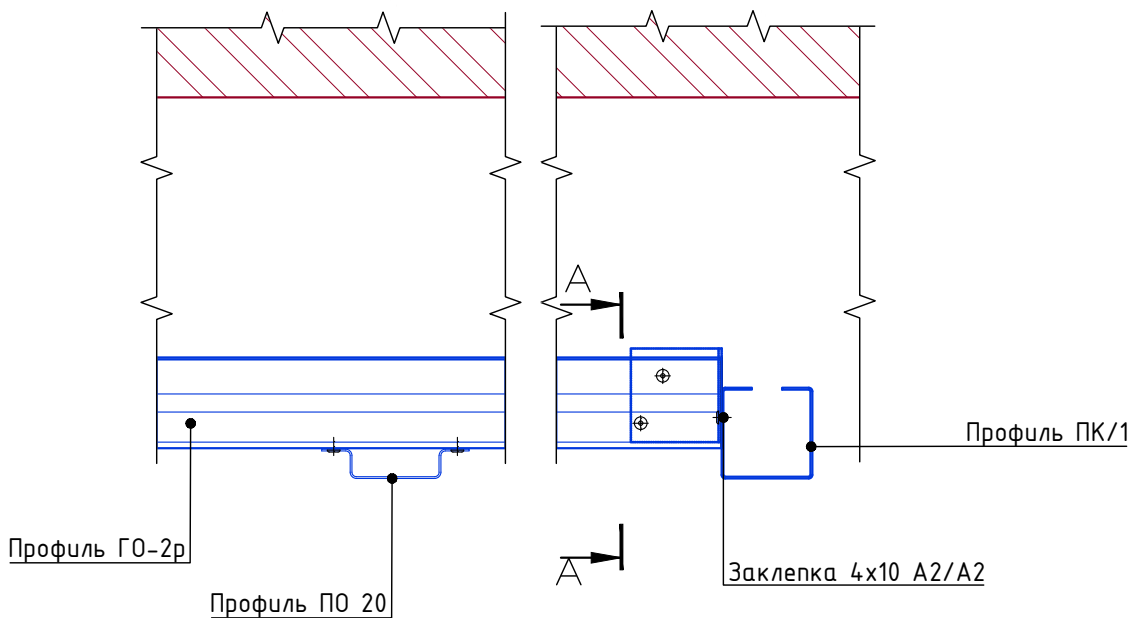 А
Профиль ПК/1
Профиль ГО-2р
А
Заклепка 4х10 А2/А2
Профиль ПО 20